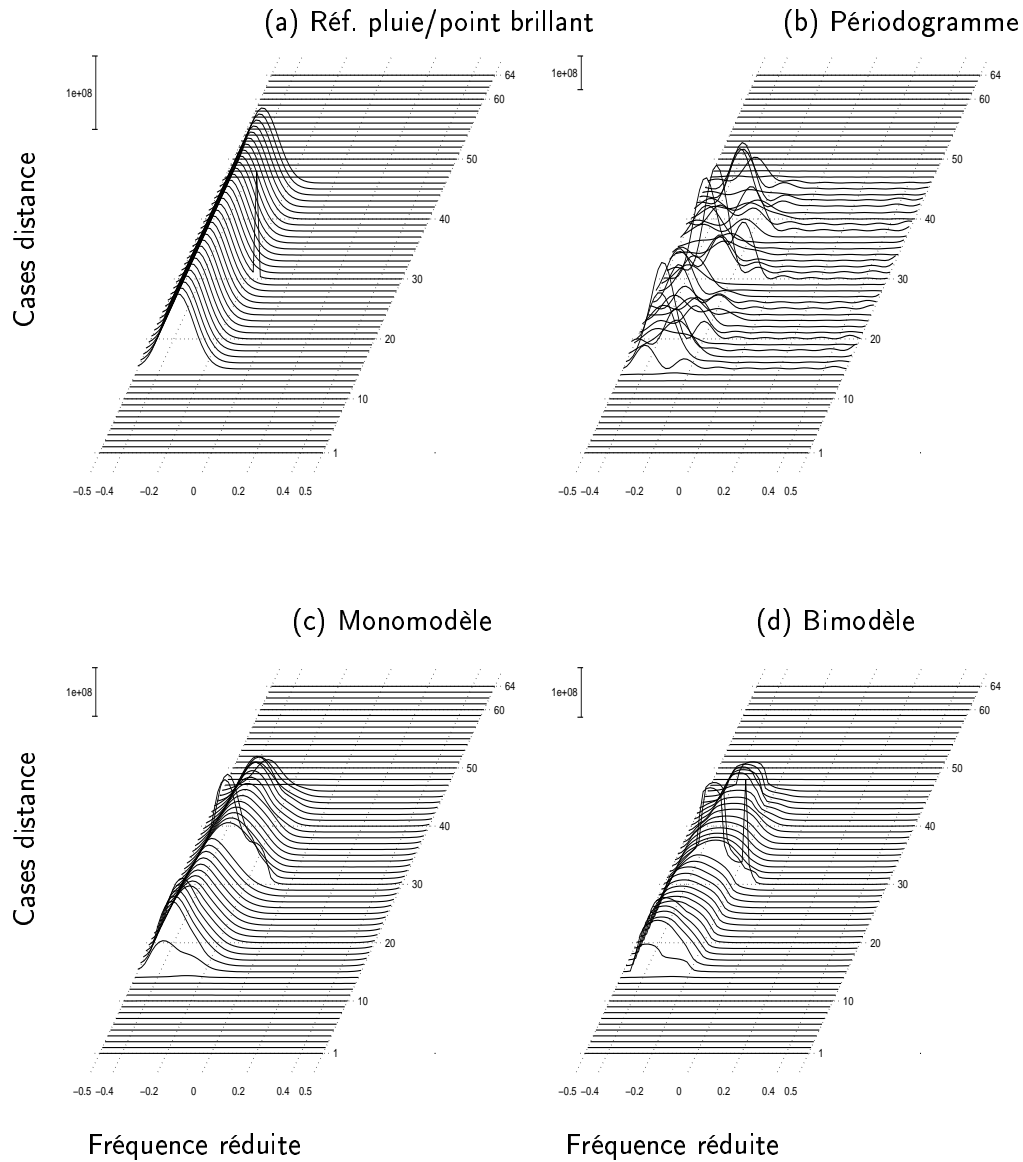 (a) Réf. pluie/point brillant
(b) Périodogramme
1e+08
64
60
50
40
30
20
10
1
−0.5 −0.4 −0.2 0 0.2 0.4 0.5
Cases distance
1e+08
64
60
50
40
30
20
10
1
−0.5 −0.4 −0.2 0 0.2 0.4 0.5
(c) Monomodèle
(d) Bimodèle
1e+08
64
60
50
40
30
20
10
1
−0.5 −0.4 −0.2 0 0.2 0.4 0.5
Cases distance
Fréquence réduite
1e+08
64
60
50
40
30
20
10
1
−0.5 −0.4 −0.2 0 0.2 0.4 0.5
Fréquence réduite